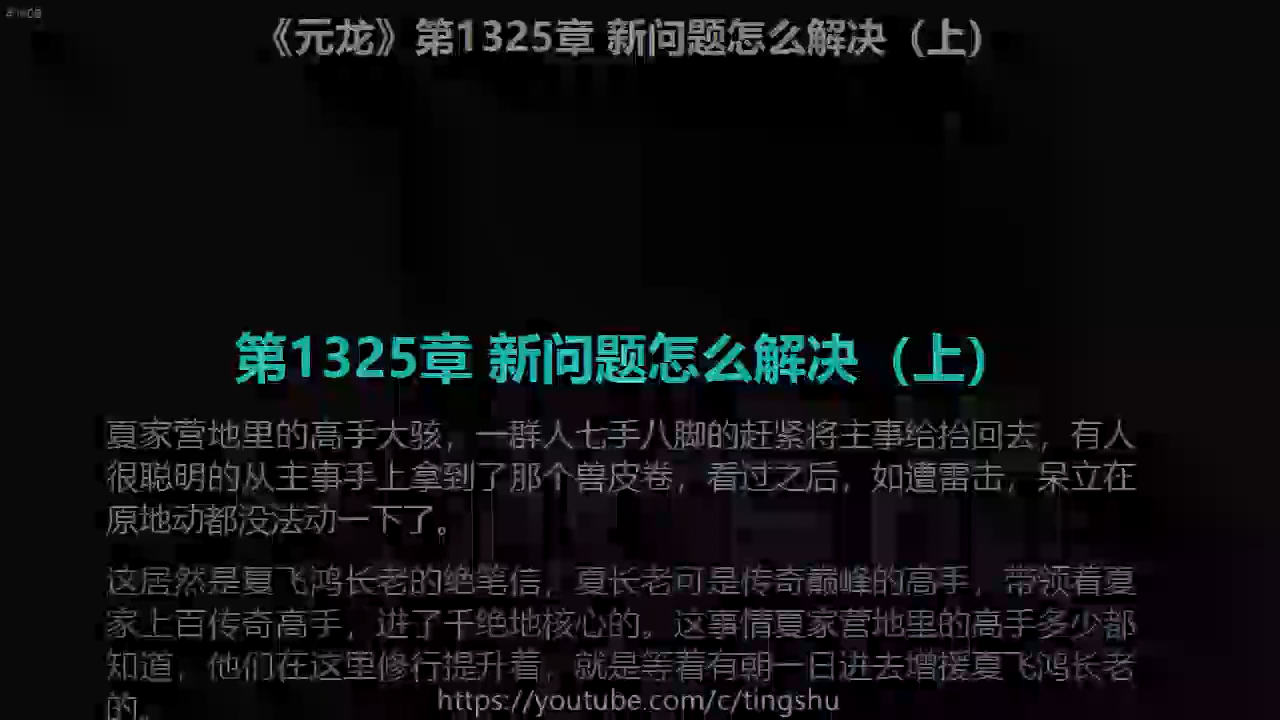 《元龙》第1325章 新问题怎么解决（上）
第1325章 新问题怎么解决（上）
夏家营地里的高手大骇，一群人七手八脚的赶紧将主事给抬回去，有人
很聪明的从主事手上拿到了那个兽皮卷，看过之后，如遭雷击，呆立在
原地动都没法动一下了。
这居然是夏飞鸿长老的绝笔信，夏长老可是传奇巅峰的高手，带领着夏
家上百传奇高手，进了千绝地核心的。这事情夏家营地里的高手多少都
知道，他们在这里修行提升着，就是等着有朝一日进去增援夏飞鸿长老
的。
https://youtube.com/c/tingshu